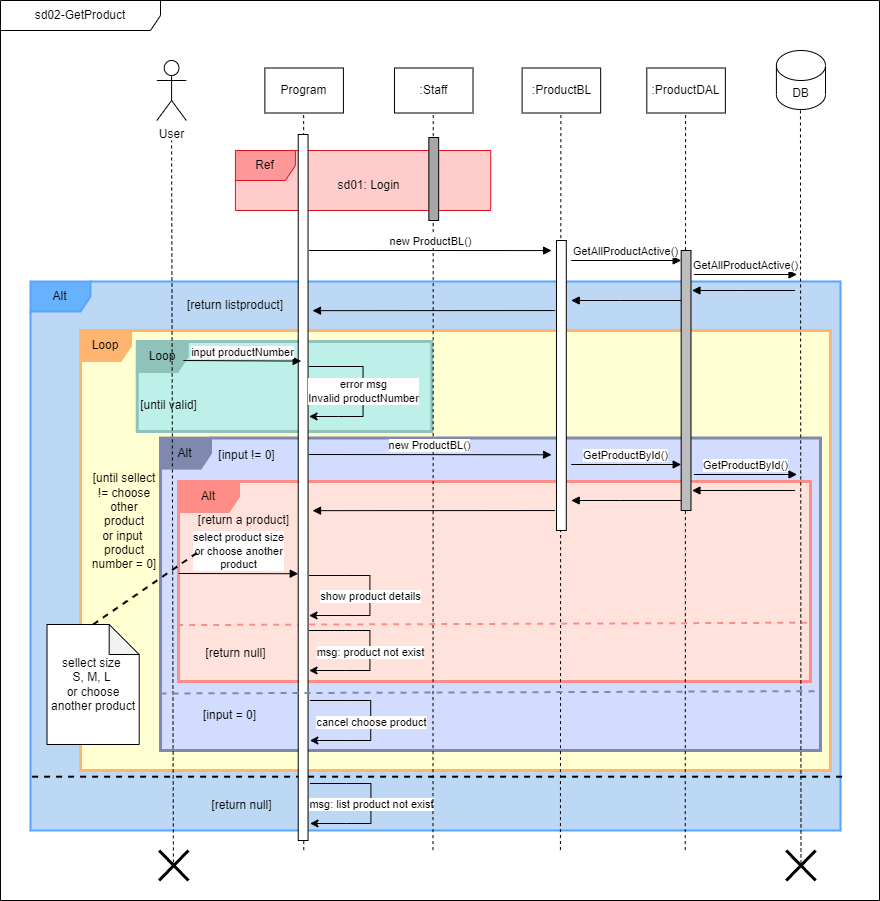 sd02-GetProduct
User
Program
:Staff
:ProductBL
:ProductDAL
DB
Ref
sd01: Login
new ProductBL()
GetAllProductActive()
GetAllProductActive()
Alt
[return listproduct]
Loop
Loop
input productNumber
error msg
Invalid productNumber
[until valid]
Alt
[input != 0]
new ProductBL()
GetProductById()
GetProductById()
[until sellect
!= choose
other
product
or input
product
number = 0]
Alt
[return a product]
select product size
or choose another
product
show product details
sellect size
S, M, L
or choose
another product
[return null]
msg: product not exist
[input = 0]
cancel choose product
[return null]
msg: list product not exist